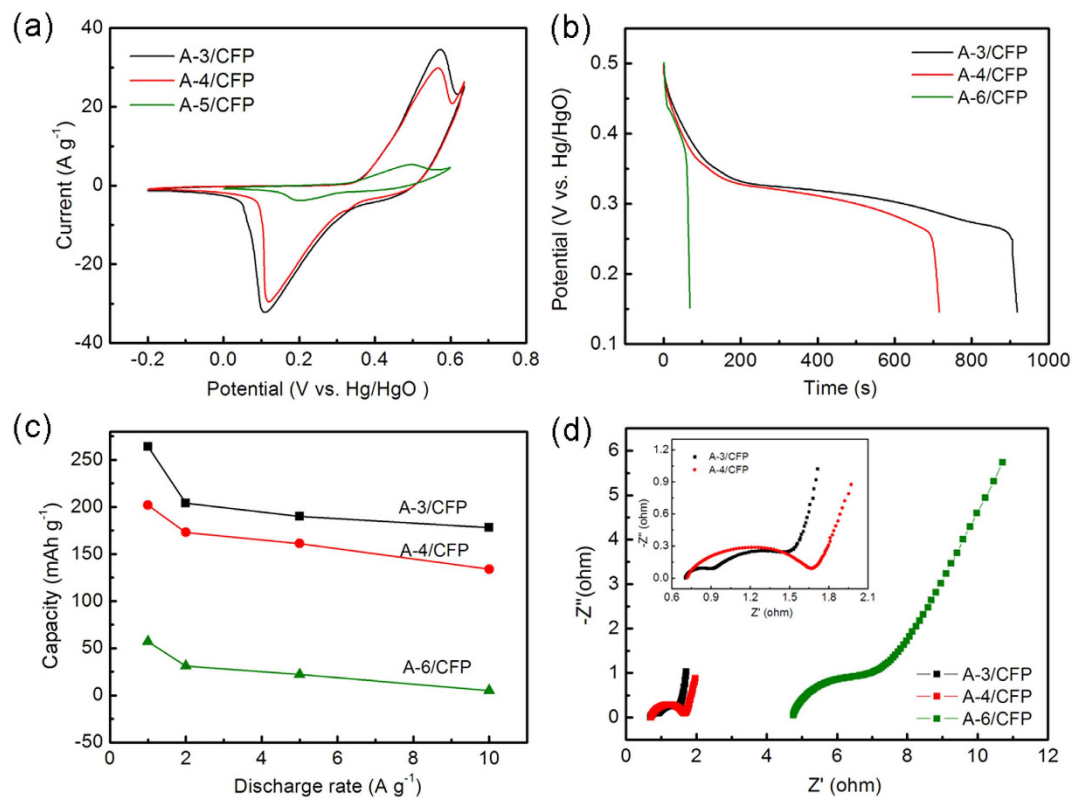 (a)
A-3/CFP
A-4/CFP
A-5/CFP
40
20
0
-20
-40
Current (A g⁻¹)
-0.2 0.0 0.2 0.4 0.6 0.8
Potential (V vs. Hg/HgO )
(b)
A-3/CFP
A-4/CFP
A-6/CFP
0.5
0.4
0.3
0.2
0.1
Potential (V vs. Hg/HgO)
0 200 400 600 800 1000
Time (s)
(c)
250
200
150
100
50
0
-50
Capacity (mAh g⁻¹)
A-3/CFP
A-4/CFP
A-6/CFP
0 2 4 6 8 10
Discharge rate (A g⁻¹)
(d)
6
5
4
3
2
1
0
-Z''(ohm)
1.2
0.9
0.6
0.3
0.0
-Z'' (ohm)
A-3/CFP
A-4/CFP
0.6 0.9 1.2 1.5 1.8 2.1
Z' (ohm)
A-3/CFP
A-4/CFP
A-6/CFP
0 2 4 6 8 10 12
Z' (ohm)